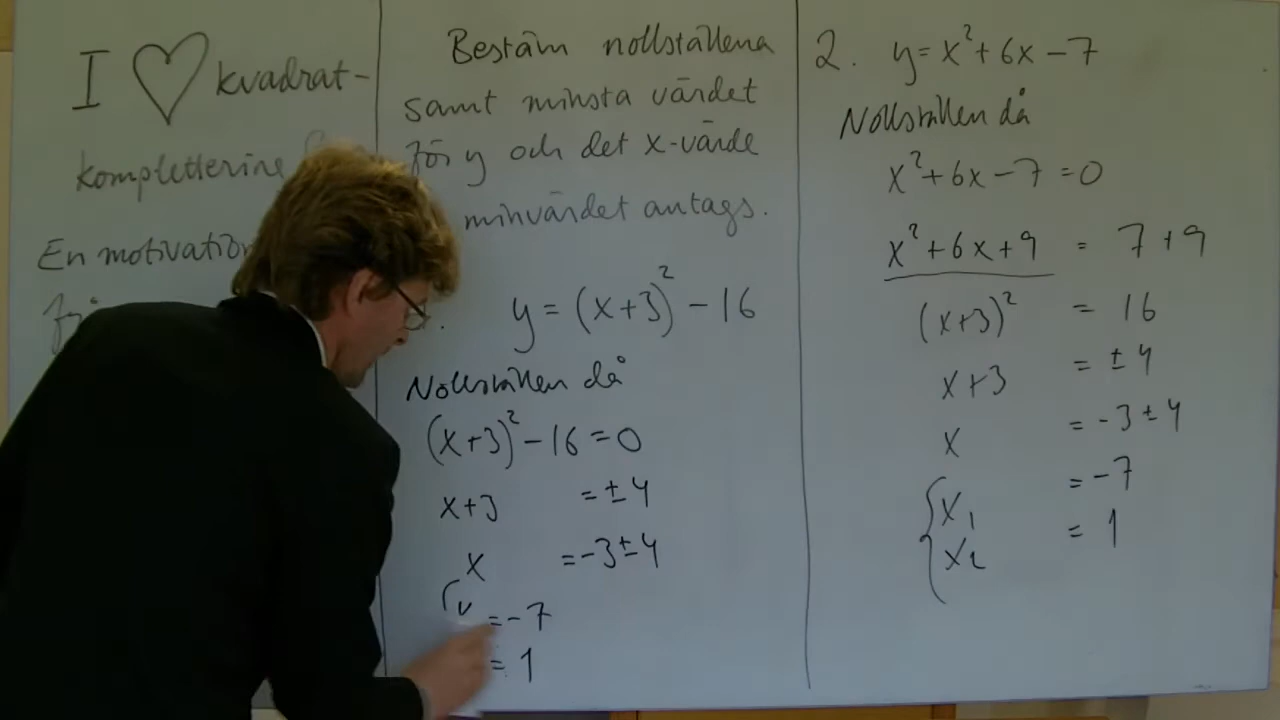 I ♡ kvadrat-
komplettering
En motivation
för
Bestäm nollställena
samt minsta värdet
för y och det x-värde
minvärdet antags.
y = (x+3)² - 16
Nollställen då
(x+3)² - 16 = 0
x+3 = ±4
x = -3 ± 4
= -7
= 1
2. y = x² + 6x - 7
Nollställen då
x² + 6x - 7 = 0
x² + 6x + 9 = 7 + 9
(x+3)² = 16
x+3 = ±4
x = -3 ± 4
x₁ = -7
x₂ = 1